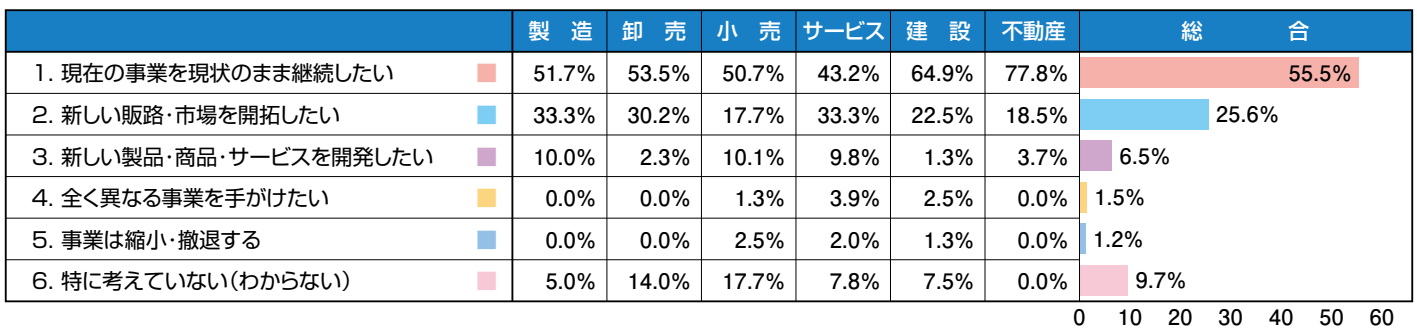 製 造 卸 売 小 売 サービス 建 設 不動産 総 合
1. 現在の事業を現状のまま継続したい 51.7% 53.5% 50.7% 43.2% 64.9% 77.8% 55.5%
2. 新しい販路・市場を開拓したい 33.3% 30.2% 17.7% 33.3% 22.5% 18.5% 25.6%
3. 新しい製品・商品・サービスを開発したい 10.0% 2.3% 10.1% 9.8% 1.3% 3.7% 6.5%
4. 全く異なる事業を手がけたい 0.0% 0.0% 1.3% 3.9% 2.5% 0.0% 1.5%
5. 事業は縮小・撤退する 0.0% 0.0% 2.5% 2.0% 1.3% 0.0% 1.2%
6. 特に考えていない(わからない) 5.0% 14.0% 17.7% 7.8% 7.5% 0.0% 9.7%
0 10 20 30 40 50 60